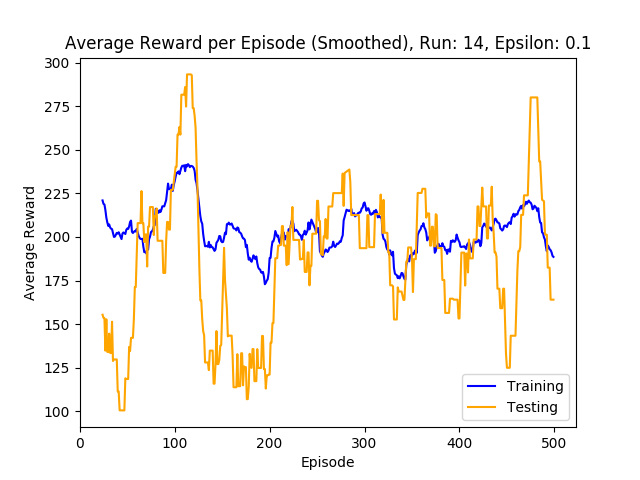 Average Reward per Episode (Smoothed), Run: 14, Epsilon: 0.1
300
275
250
225
200
175
150
125
100
Average Reward
0 100 200 300 400 500
Episode
Training
Testing